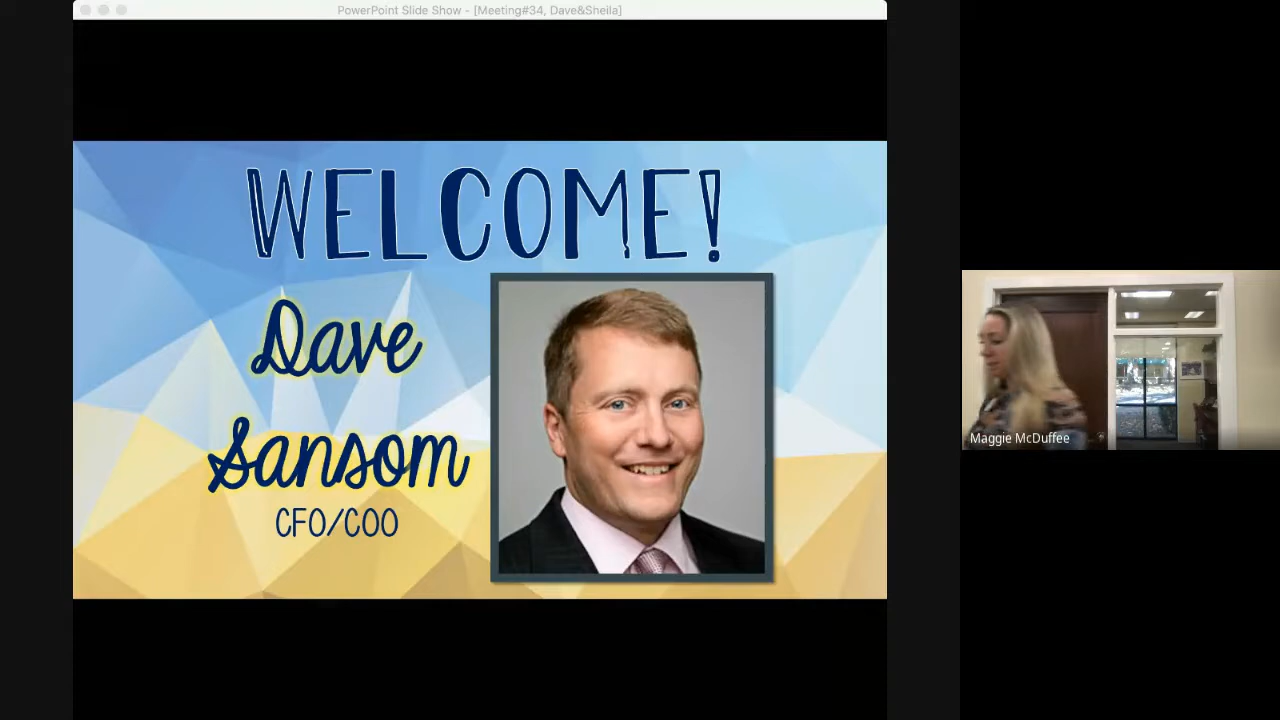 PowerPoint Slide Show - [Meeting#34, Dave&Sheila]
WELCOME!
Dave
Sansom
CFO/COO
Maggie McDuffee